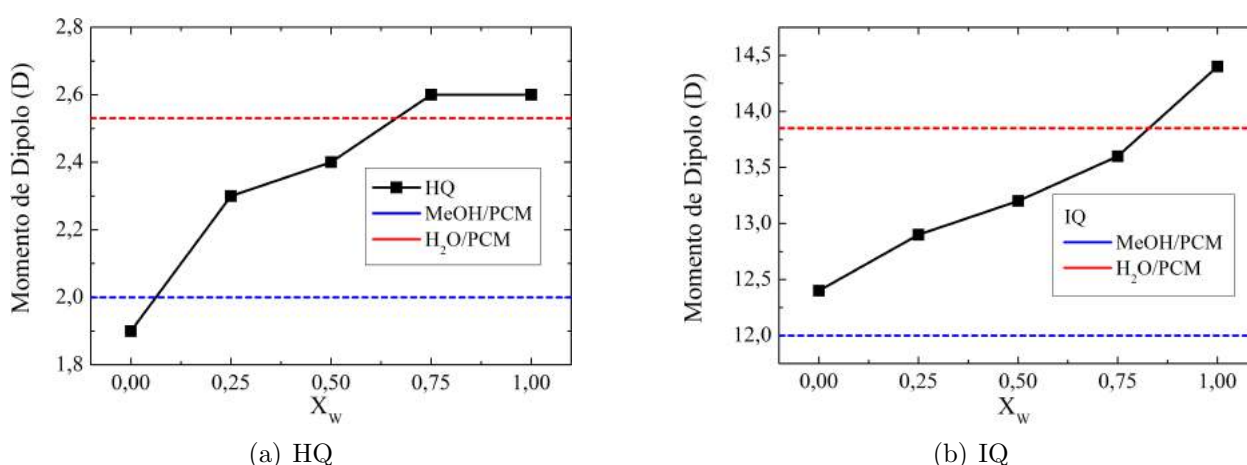 2,8
2,6
2,4
2,2
2,0
1,8
Momento de Dipolo (D)
HQ
MeOH/PCM
H₂O/PCM
0,00 0,25 0,50 0,75 1,00
X_W
(a) HQ
14,5
14,0
13,5
13,0
12,5
12,0
Momento de Dipolo (D)
IQ
MeOH/PCM
H₂O/PCM
0,00 0,25 0,50 0,75 1,00
X_W
(b) IQ